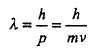 λ = h/p = h/mv